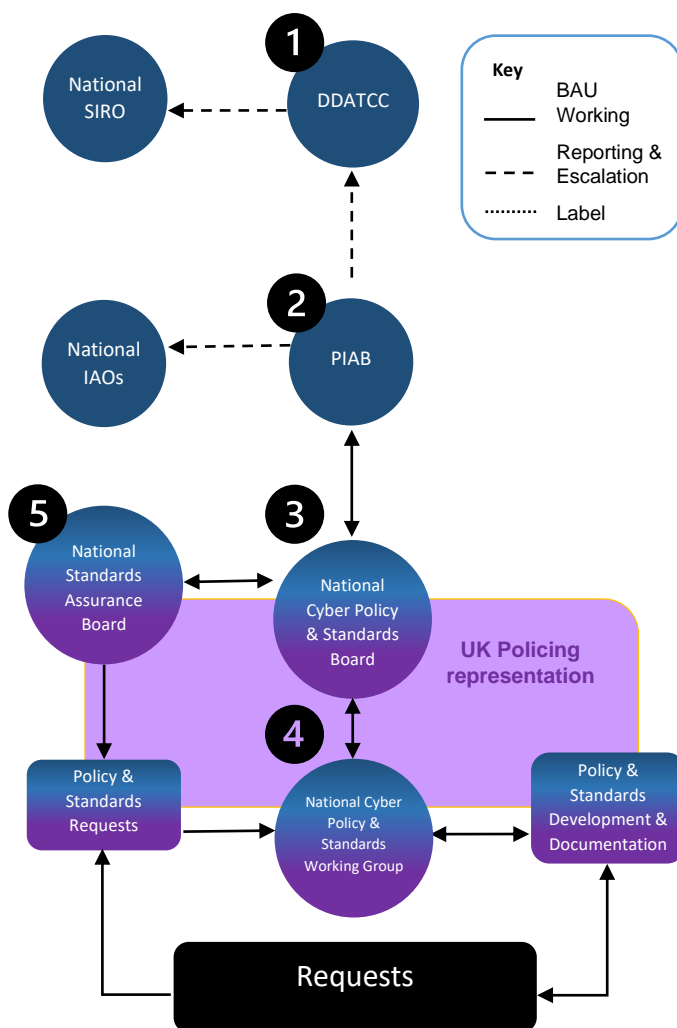 1
National
SIRO
DDATCC
Key
BAU
Working
Reporting &
Escalation
Label
2
National
IAOs
PIAB
5
3
National
Standards
Assurance
Board
National
Cyber Policy
& Standards
Board
UK Policing
representation
4
Policy &
Standards
Requests
National Cyber
Policy &
Standards
Working Group
Policy &
Standards
Development &
Documentation
Requests